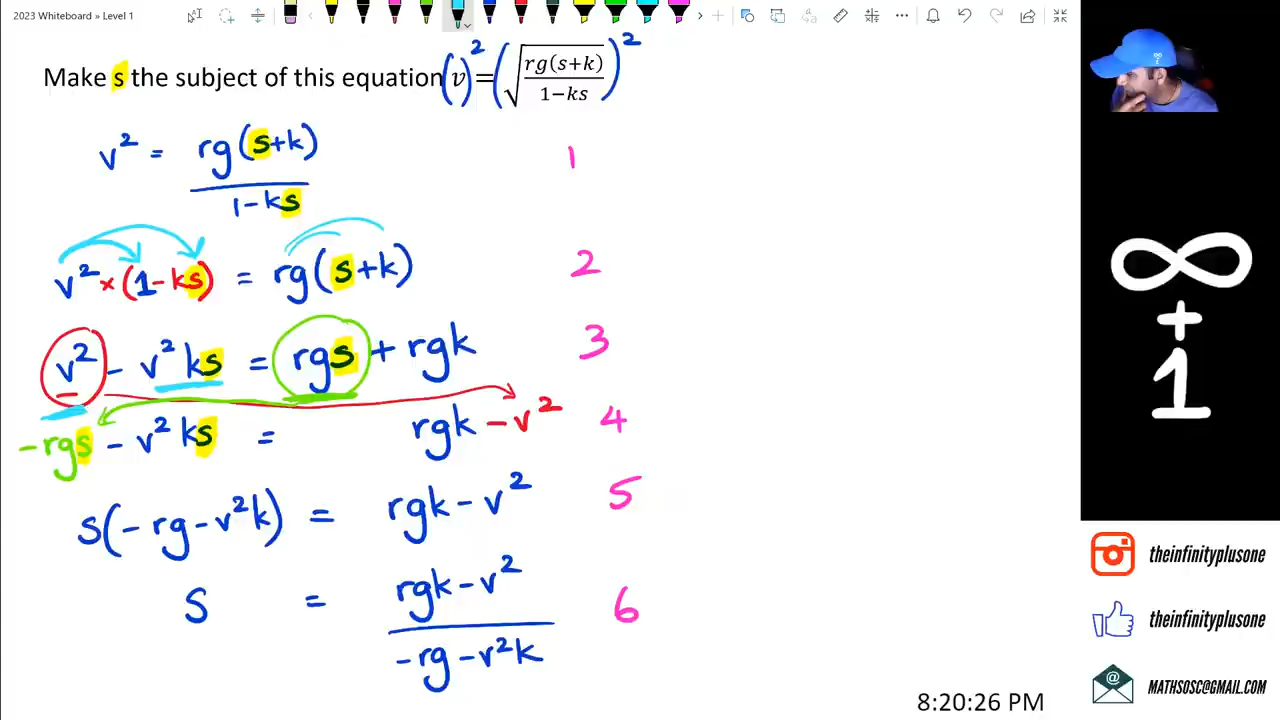 2023 Whiteboard » Level 1
Make s the subject of this equation (v)² = (√(rg(s+k)/(1−ks)))²
v² = rg(s+k)/(1−ks) 1
v² × (1−ks) = rg(s+k) 2
v² − v²ks = rgs + rgk 3
−rgs − v²ks = rgk − v² 4
s(−rg − v²k) = rgk − v² 5
s = (rgk − v²)/(−rg − v²k) 6
∞
+
1
theinfinityplusone
theinfinityplusone
MATHSOSC@GMAIL.COM
8:20:26 PM